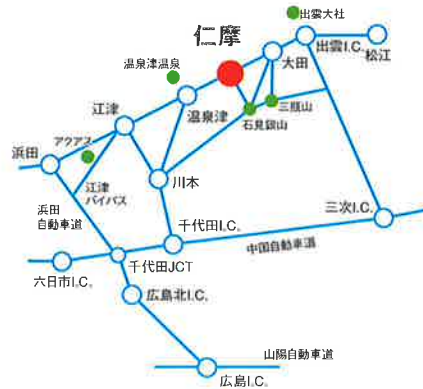 出雲大社
仁摩
出雲I.C.
松江
大田
温泉津温泉
三瓶山
石見銀山
温泉津
江津
アクアス
浜田
江津
バイパス
川本
浜田
自動車道
千代田I.C.
三次I.C.
中国自動車道
千代田JCT
六日市I.C.
広島北I.C.
山陽自動車道
広島I.C.